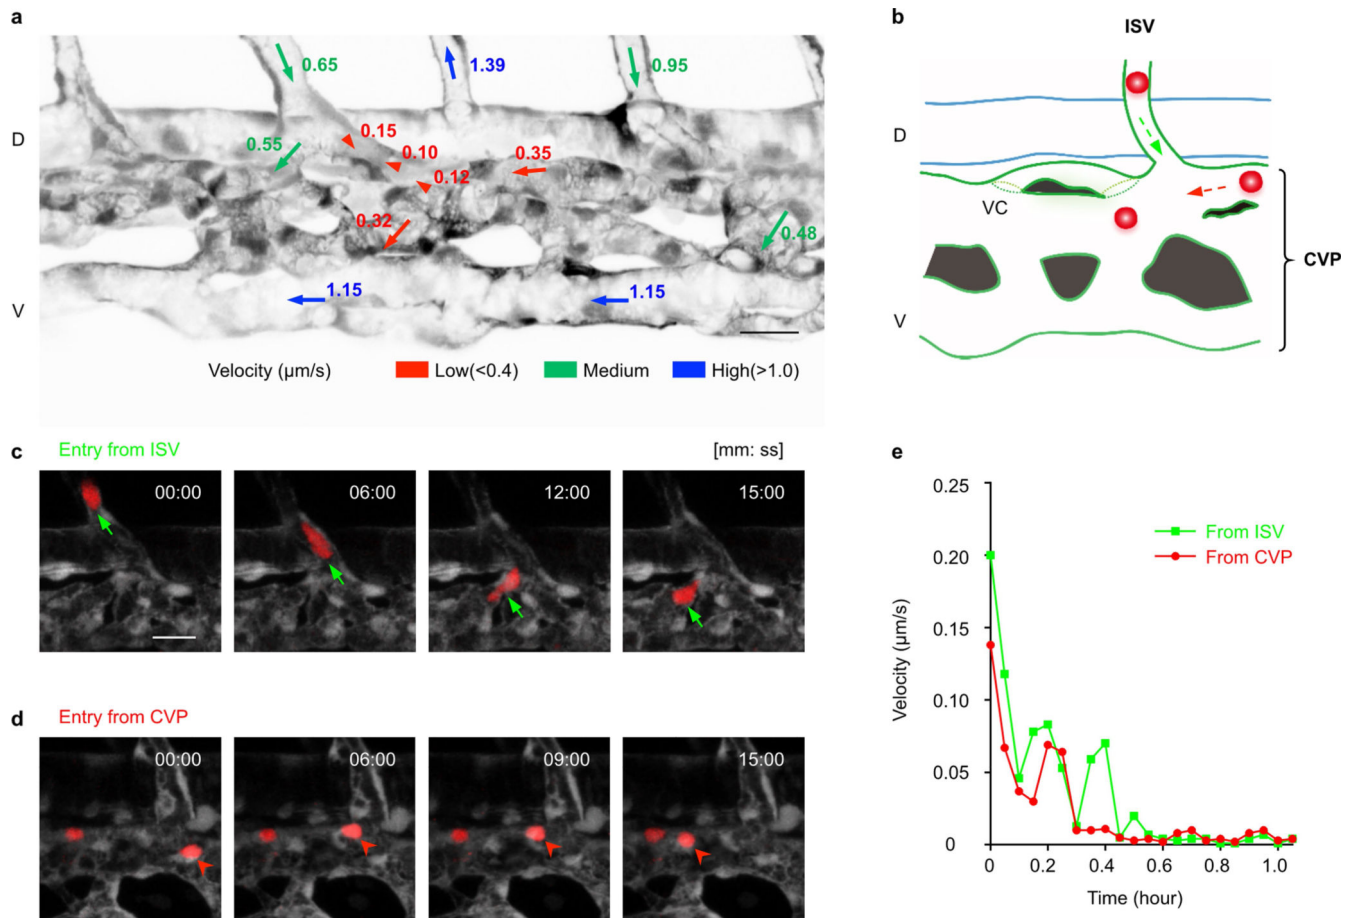 a
0.65
1.39
0.95
D
0.15
0.55
0.10
0.35
0.12
0.32
0.48
1.15
1.15
V
Velocity (μm/s)
Low(<0.4)
Medium
High(>1.0)
b
ISV
D
VC
CVP
V
c
Entry from ISV
[mm: ss]
00:00
06:00
12:00
15:00
d
Entry from CVP
00:00
06:00
09:00
15:00
e
0.25
0.20
0.15
0.10
0.05
0
Velocity (μm/s)
From ISV
From CVP
0
0.2
0.4
0.6
0.8
1.0
Time (hour)